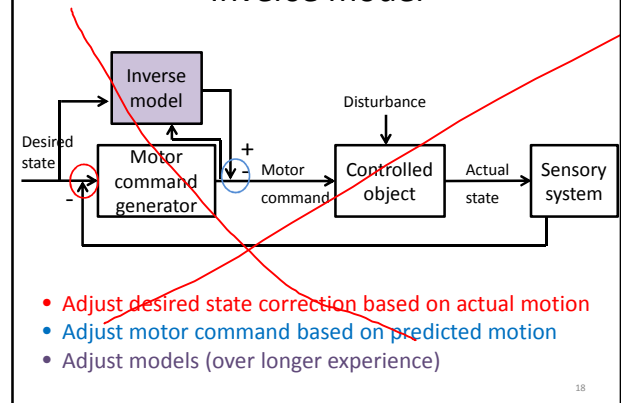 Inverse model
Inverse
model
Disturbance
Desired
state
Motor
command
generator
+
-
-
Motor
command
Controlled
object
Actual
state
Sensory
system
• Adjust desired state correction based on actual motion
• Adjust motor command based on predicted motion
• Adjust models (over longer experience)
18